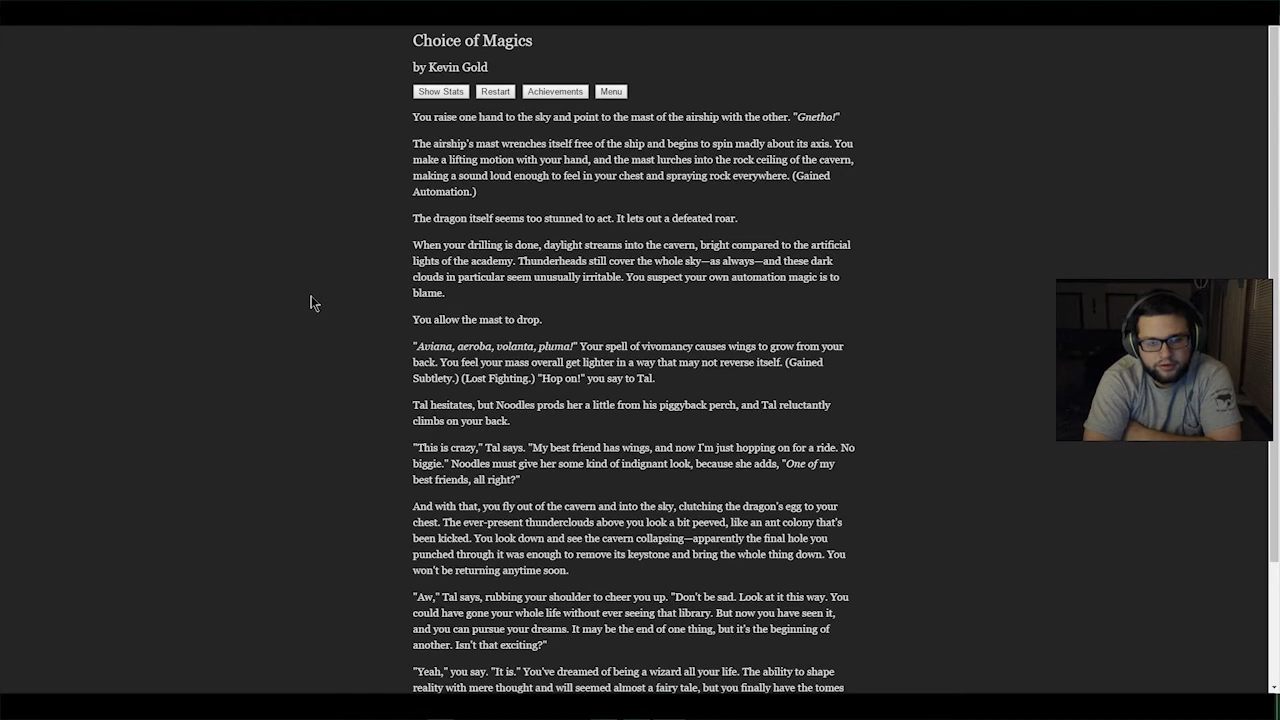 Choice of Magics
by Kevin Gold
Show Stats Restart Achievements Menu
You raise one hand to the sky and point to the mast of the airship with the other. "Gnetho!"
The airship's mast wrenches itself free of the ship and begins to spin madly about its axis. You
make a lifting motion with your hand, and the mast lurches into the rock ceiling of the cavern,
making a sound loud enough to feel in your chest and spraying rock everywhere. (Gained
Automation.)
The dragon itself seems too stunned to act. It lets out a defeated roar.
When your drilling is done, daylight streams into the cavern, bright compared to the artificial
lights of the academy. Thunderheads still cover the whole sky—as always—and these dark
clouds in particular seem unusually irritable. You suspect your own automation magic is to
blame.
You allow the mast to drop.
"Aviana, aeroba, volanta, pluma!" Your spell of vivomancy causes wings to grow from your
back. You feel your mass overall get lighter in a way that may not reverse itself. (Gained
Subtlety.) (Lost Fighting.) "Hop on!" you say to Tal.
Tal hesitates, but Noodles prods her a little from his piggyback perch, and Tal reluctantly
climbs on your back.
"This is crazy," Tal says. "My best friend has wings, and now I'm just hopping on for a ride. No
biggie." Noodles must give her some kind of indignant look, because she adds, "One of my
best friends, all right?"
And with that, you fly out of the cavern and into the sky, clutching the dragon's egg to your
chest. The ever-present thunderclouds above you look a bit peeved, like an ant colony that's
been kicked. You look down and see the cavern collapsing—apparently the final hole you
punched through it was enough to remove its keystone and bring the whole thing down. You
won't be returning anytime soon.
"Aw," Tal says, rubbing your shoulder to cheer you up. "Don't be sad. Look at it this way. You
could have gone your whole life without ever seeing that library. But now you have seen it,
and you can pursue your dreams. It may be the end of one thing, but it's the beginning of
another. Isn't that exciting?"
"Yeah," you say. "It is." You've dreamed of being a wizard all your life. The ability to shape
reality with mere thought and will seemed almost a fairy tale, but you finally have the tomes